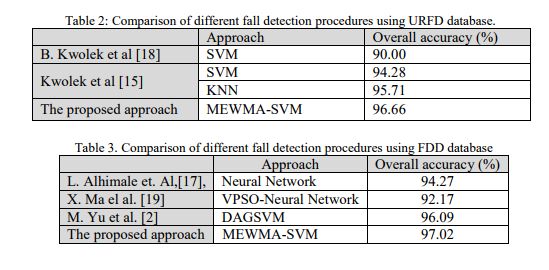 Table 2: Comparison of different fall detection procedures using URFD database.
Approach Overall accuracy (%)
B. Kwolek et al [18] SVM 90.00
Kwolek et al [15] SVM 94.28
KNN 95.71
The proposed approach MEWMA-SVM 96.66
Table 3. Comparison of different fall detection procedures using FDD database
Approach Overall accuracy (%)
L. Alhimale et. Al,[17], Neural Network 94.27
X. Ma el al. [19] VPSO-Neural Network 92.17
M. Yu et al. [2] DAGSVM 96.09
The proposed approach MEWMA-SVM 97.02